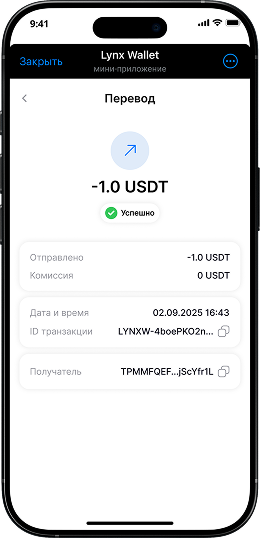 9:41
Закрыть
Lynx Wallet
мини-приложение
Перевод
-1.0 USDT
Успешно
Отправлено -1.0 USDT
Комиссия 0 USDT
Дата и время 02.09.2025 16:43
ID транзакции LYNXW-4boePKO2n...
Получатель TPMMFQEF...jScYfr1L